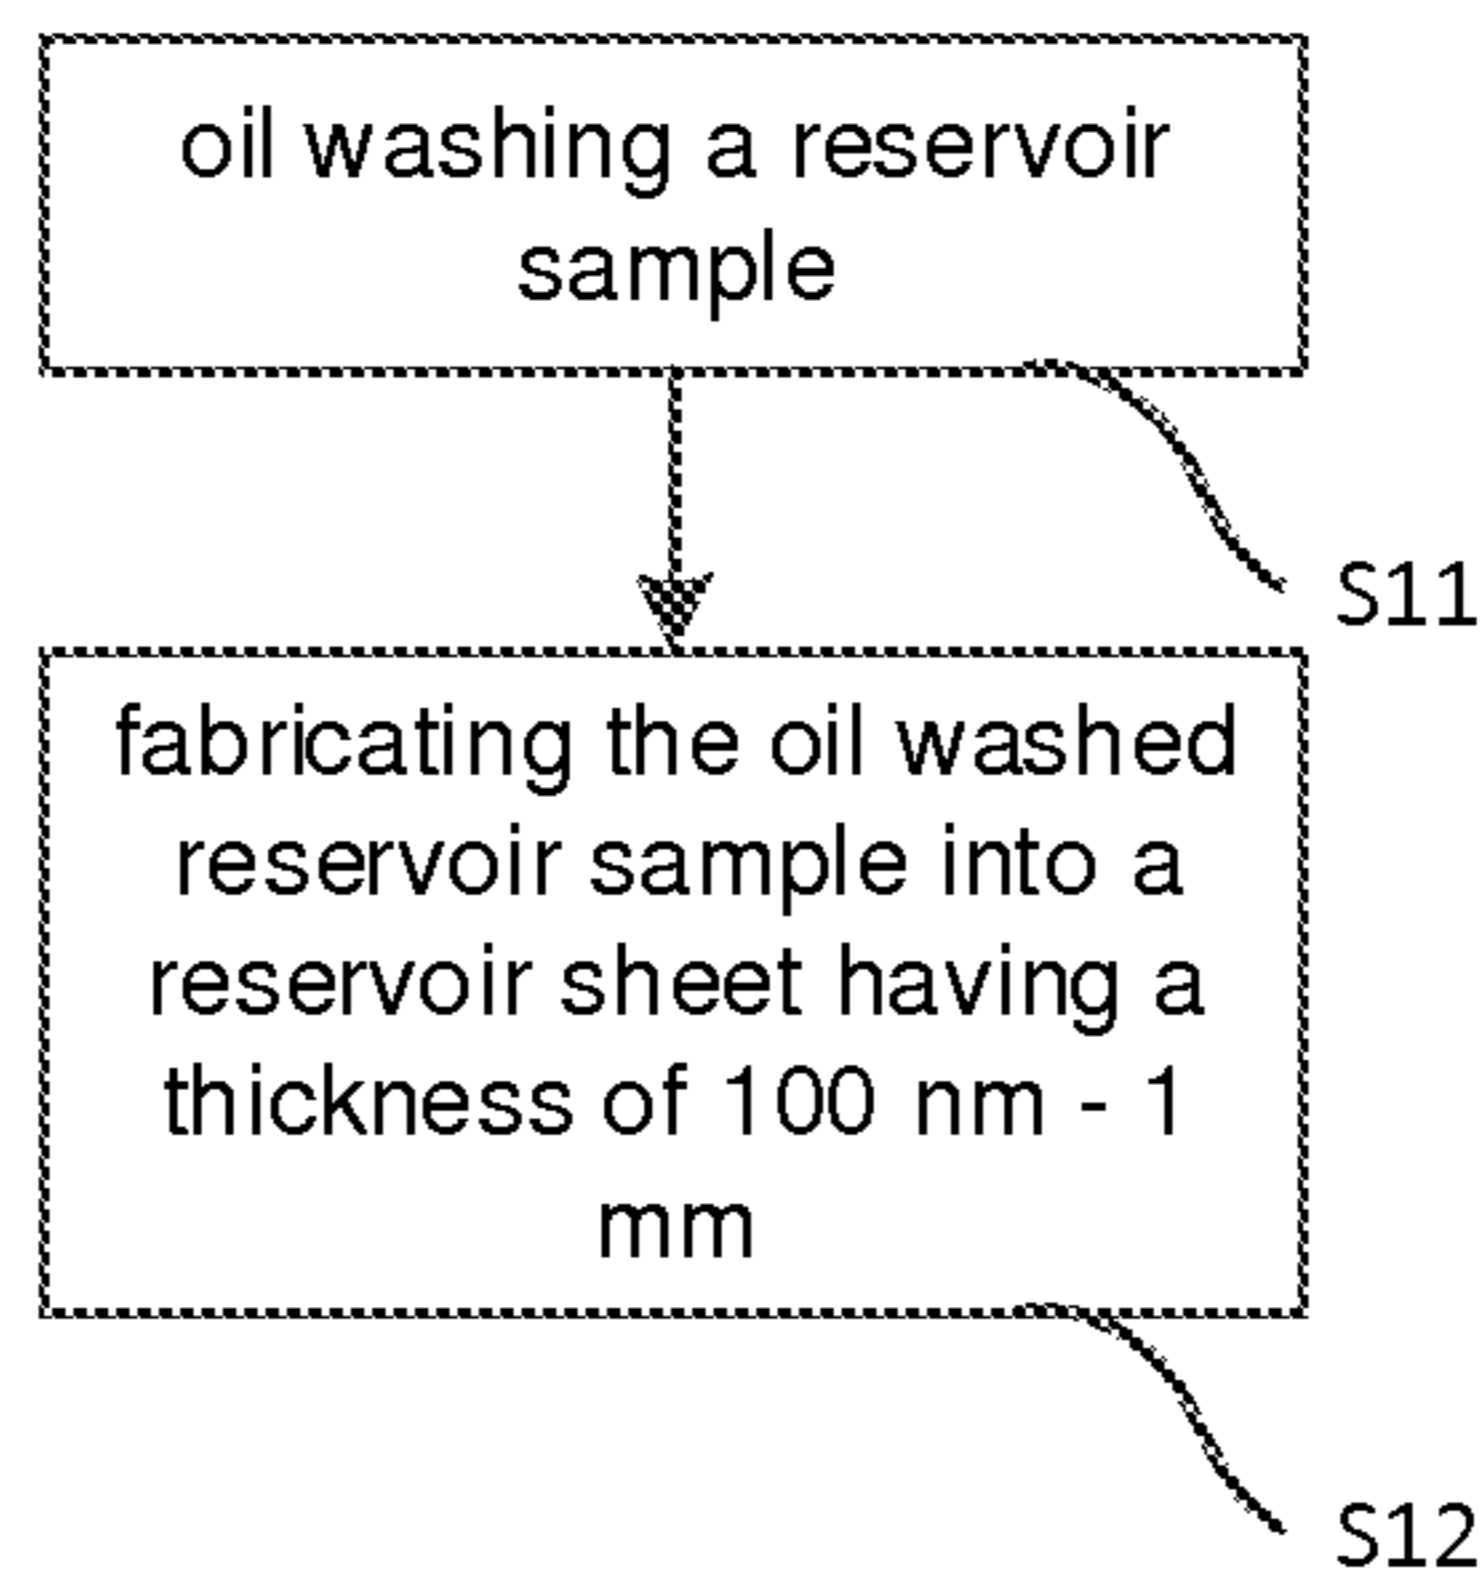 oil washing a reservoir
sample
S11
fabricating the oil washed
reservoir sample into a
reservoir sheet having a
thickness of 100 nm - 1
mm
S12